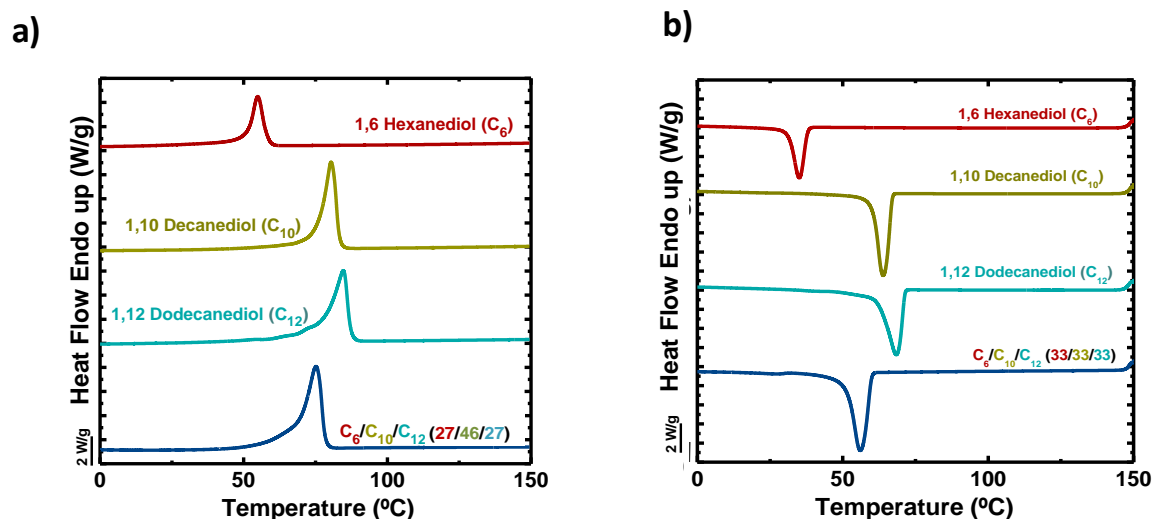 a)
Heat Flow Endo up (W/g)
2 W/g
1,6 Hexanediol (C6)
1,10 Decanediol (C10)
1,12 Dodecanediol (C12)
C6/C10/C12 (27/46/27)
0 50 100 150
Temperature (ºC)
b)
Heat Flow Endo up (W/g)
2 W/g
1,6 Hexanediol (C6)
1,10 Decanediol (C10)
1,12 Dodecanediol (C12)
C6/C10/C12 (33/33/33)
0 50 100 150
Temperature (ºC)